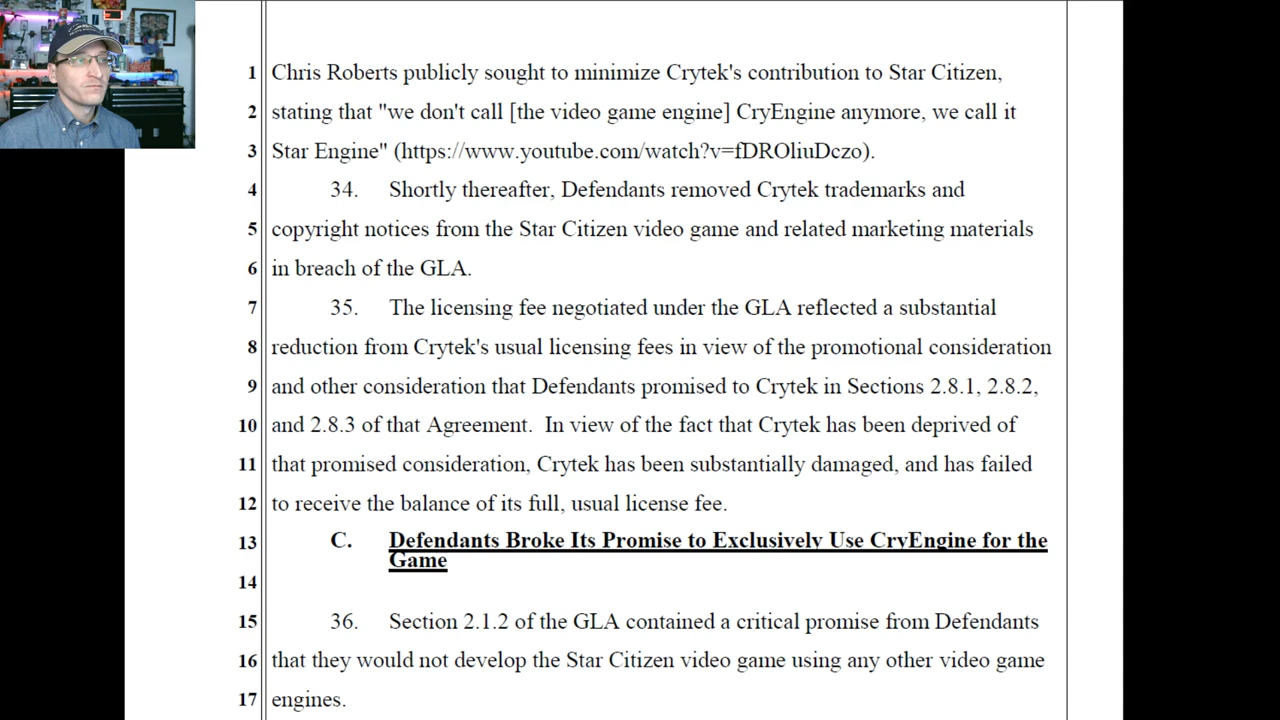 1 Chris Roberts publicly sought to minimize Crytek's contribution to Star Citizen,
2 stating that "we don't call [the video game engine] CryEngine anymore, we call it
3 Star Engine" (https://www.youtube.com/watch?v=fDROliuDczo).
4 34. Shortly thereafter, Defendants removed Crytek trademarks and
5 copyright notices from the Star Citizen video game and related marketing materials
6 in breach of the GLA.
7 35. The licensing fee negotiated under the GLA reflected a substantial
8 reduction from Crytek's usual licensing fees in view of the promotional consideration
9 and other consideration that Defendants promised to Crytek in Sections 2.8.1, 2.8.2,
10 and 2.8.3 of that Agreement. In view of the fact that Crytek has been deprived of
11 that promised consideration, Crytek has been substantially damaged, and has failed
12 to receive the balance of its full, usual license fee.
13 C. Defendants Broke Its Promise to Exclusively Use CryEngine for the
Game
14
15 36. Section 2.1.2 of the GLA contained a critical promise from Defendants
16 that they would not develop the Star Citizen video game using any other video game
17 engines.